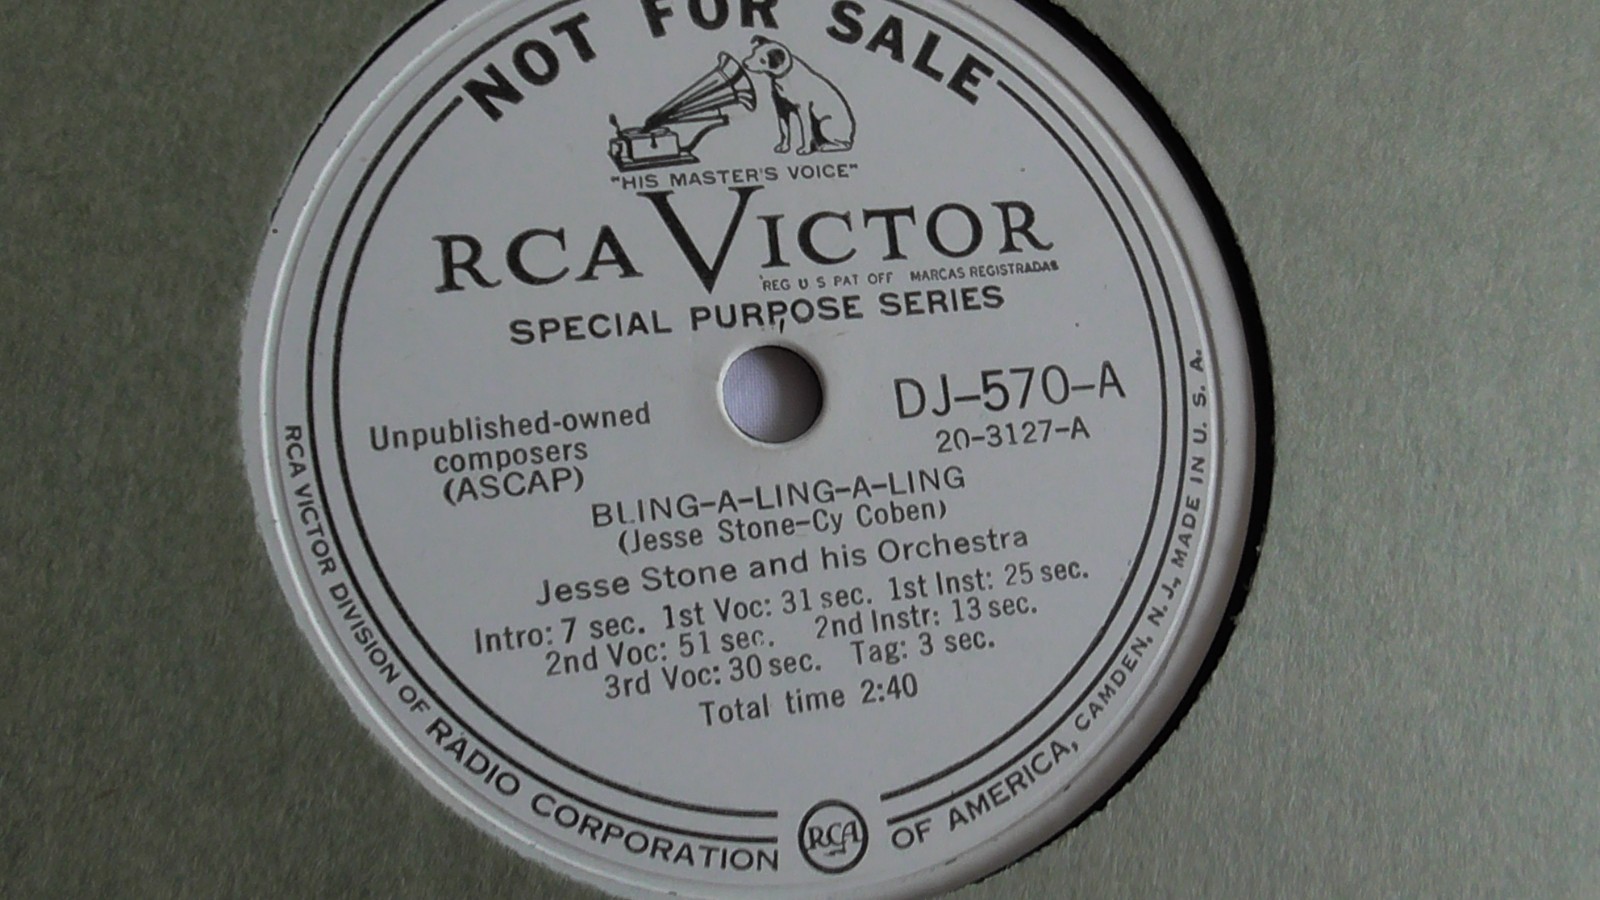 NOT FOR SALE
"HIS MASTER'S VOICE"
RCA VICTOR
REG U S PAT OFF MARCAS REGISTRADAS
SPECIAL PURPOSE SERIES
Unpublished-owned
composers
(ASCAP)
DJ-570-A
20-3127-A
BLING-A-LING-A-LING
(Jesse Stone-Cy Coben)
Jesse Stone and his Orchestra
Intro: 7 sec. 1st Voc: 31 sec. 1st Inst: 25 sec.
2nd Voc: 51 sec. 2nd Instr: 13 sec.
3rd Voc: 30 sec. Tag: 3 sec.
Total time 2:40
RCA VICTOR DIVISION OF RADIO CORPORATION OF AMERICA, CAMDEN, N. J., MADE IN U. S. A.
RCA